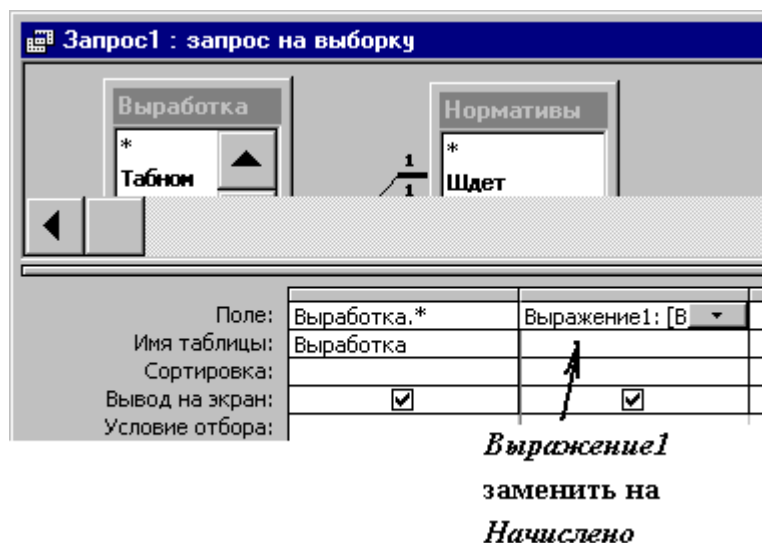 Запрос1 : запрос на выборку
Выработка
*
Табном
Нормативы
*
Шдет
1
1
Поле: Выработка.* Выражение1: [В
Имя таблицы: Выработка
Сортировка:
Вывод на экран:
Условие отбора:
Выражение1
заменить на
Начислено